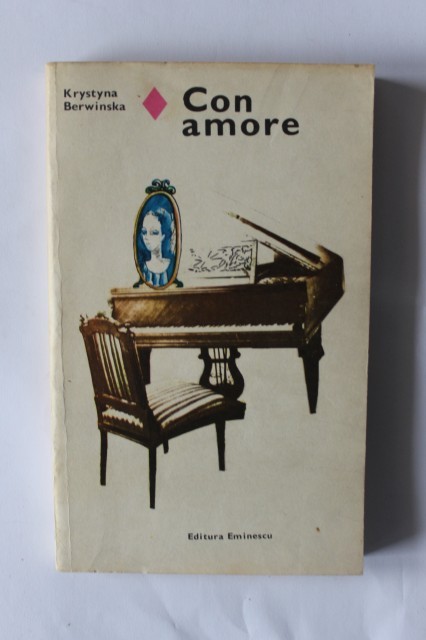 Krystyna
Berwinska
Con
amore
Editura Eminescu